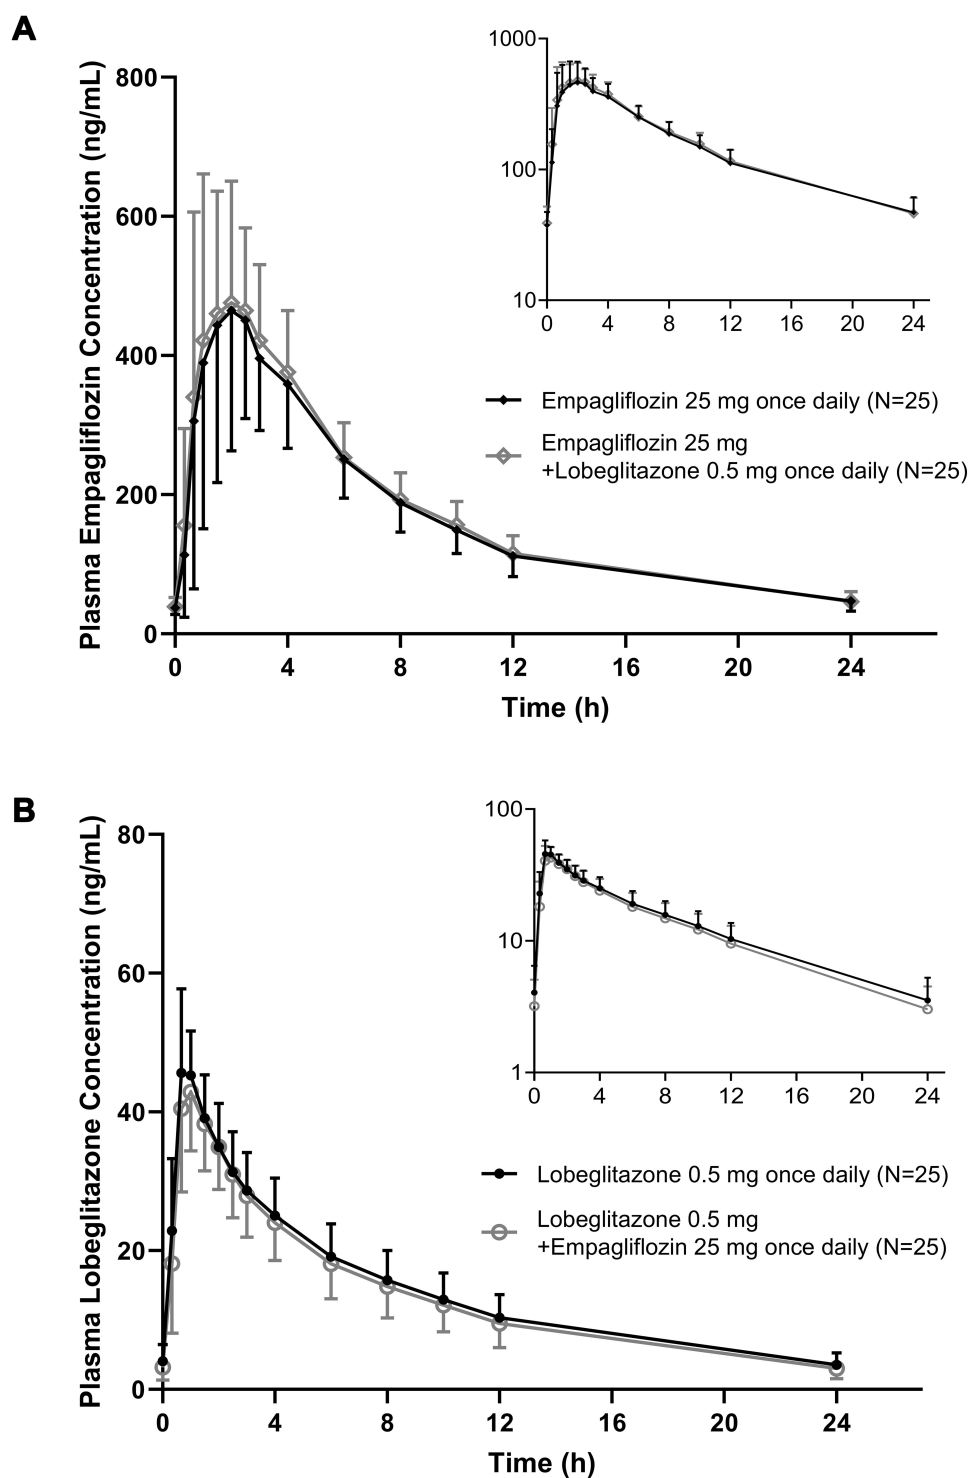 A
Plasma Empagliflozin Concentration (ng/mL)
800
600
400
200
0
0 4 8 12 16 20 24
Time (h)
1000
100
10
0 4 8 12 16 20 24
Empagliflozin 25 mg once daily (N=25)
Empagliflozin 25 mg
+Lobeglitazone 0.5 mg once daily (N=25)
B
Plasma Lobeglitazone Concentration (ng/mL)
80
60
40
20
0
0 4 8 12 16 20 24
Time (h)
100
10
1
0 4 8 12 16 20 24
Lobeglitazone 0.5 mg once daily (N=25)
Lobeglitazone 0.5 mg
+Empagliflozin 25 mg once daily (N=25)